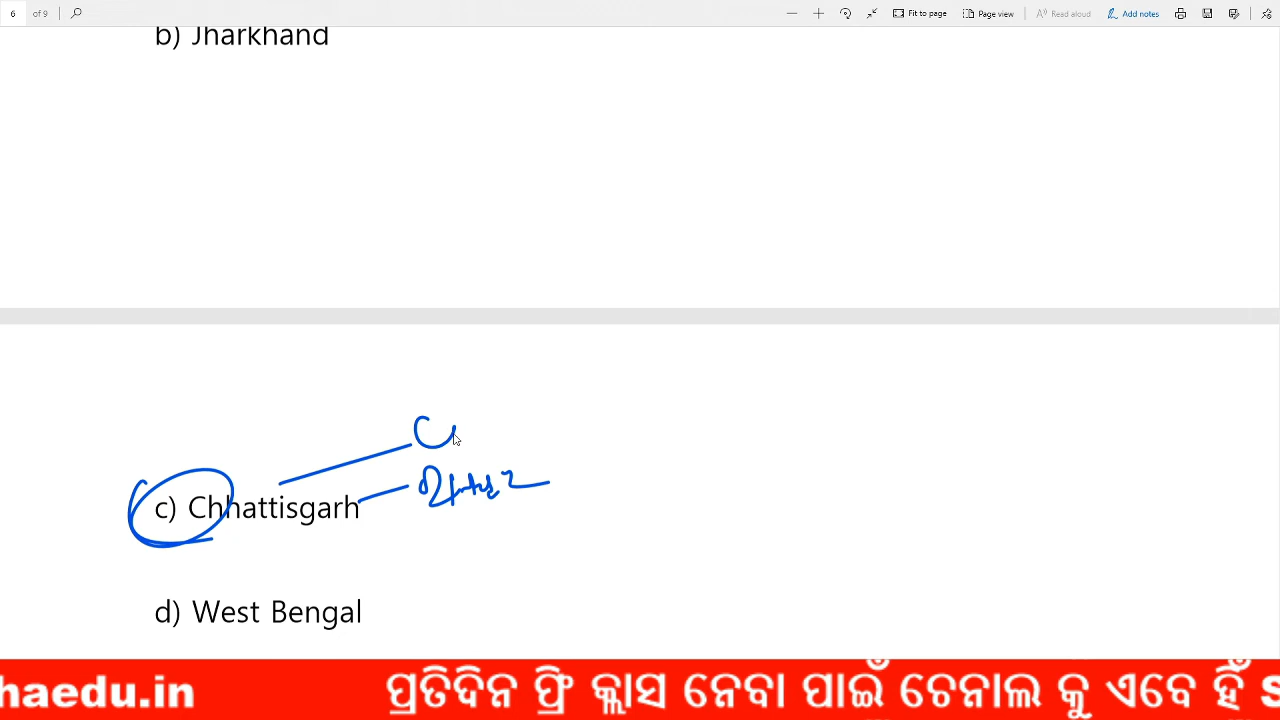 6 of 9 Fit to page Page view Read aloud Add notes
b) Jharkhand
c) Chhattisgarh
d) West Bengal
haedu.in ପ୍ରତିଦିନ ଫ୍ରି କ୍ଲାସ ନେବା ପାଇଁ ଚେନାଲ କୁ ଏବେ ହିଁ s